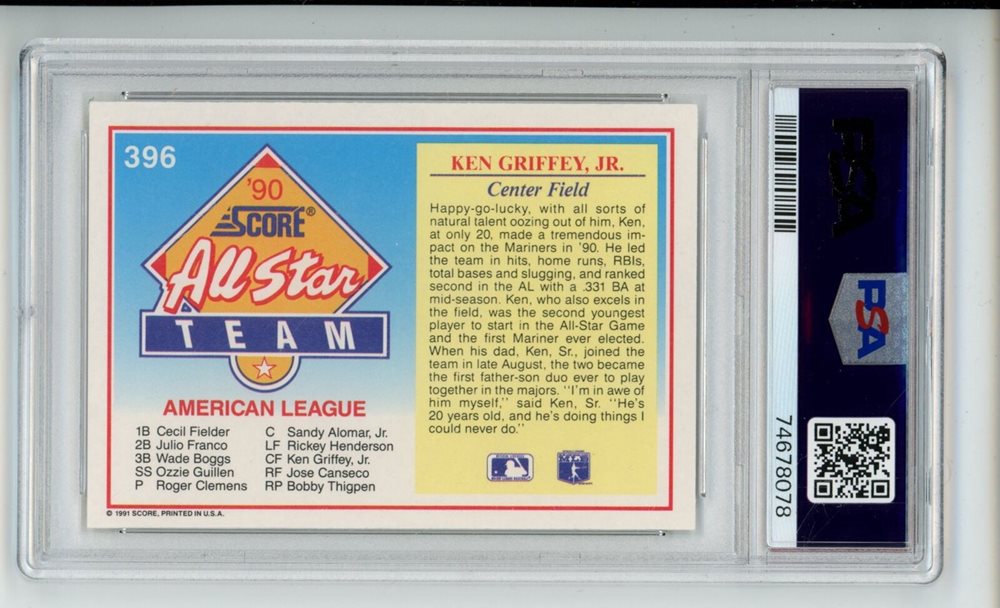 396
'90
SCORE®
All Star
TEAM
AMERICAN LEAGUE
1B Cecil Fielder
2B Julio Franco
3B Wade Boggs
SS Ozzie Guillen
P Roger Clemens
C Sandy Alomar, Jr.
LF Rickey Henderson
CF Ken Griffey, Jr.
RF Jose Canseco
RP Bobby Thigpen
© 1991 SCORE, PRINTED IN U.S.A.
KEN GRIFFEY, JR.
Center Field
Happy-go-lucky, with all sorts of
natural talent oozing out of him, Ken,
at only 20, made a tremendous im-
pact on the Mariners in '90. He led
the team in hits, home runs, RBIs,
total bases and slugging, and ranked
second in the AL with a .331 BA at
mid-season. Ken, who also excels in
the field, was the second youngest
player to start in the All-Star Game
and the first Mariner ever elected.
When his dad, Ken, Sr., joined the
team in late August, the two became
the first father-son duo ever to play
together in the majors. "I'm in awe of
him myself," said Ken, Sr. "He's
20 years old, and he's doing things I
could never do."
PSA
PSA
74678078